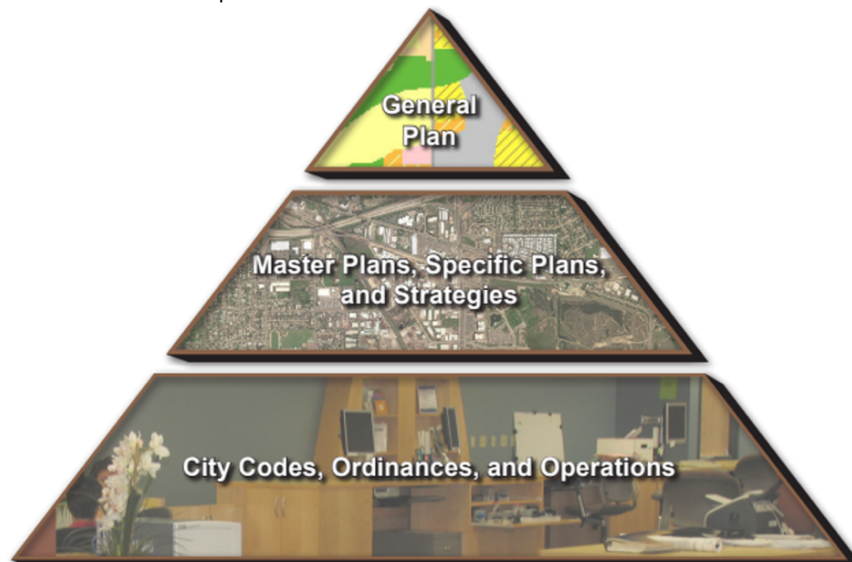 General
Plan
Master Plans, Specific Plans,
and Strategies
City Codes, Ordinances, and Operations